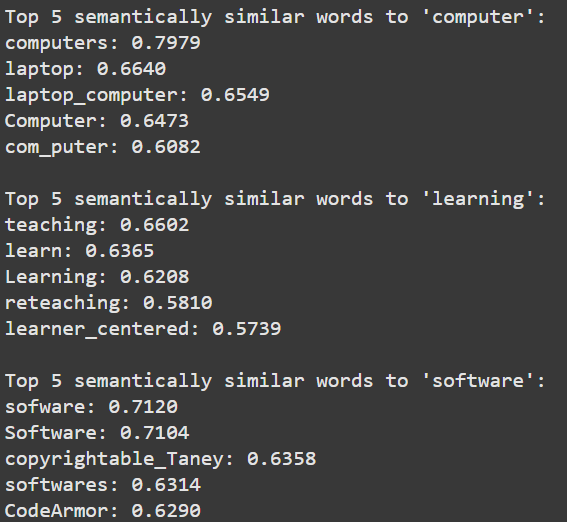 Top 5 semantically similar words to 'computer':
computers: 0.7979
laptop: 0.6640
laptop_computer: 0.6549
Computer: 0.6473
com_puter: 0.6082

Top 5 semantically similar words to 'learning':
teaching: 0.6602
learn: 0.6365
Learning: 0.6208
reteaching: 0.5810
learner_centered: 0.5739

Top 5 semantically similar words to 'software':
sofware: 0.7120
Software: 0.7104
copyrightable_Taney: 0.6358
softwares: 0.6314
CodeArmor: 0.6290